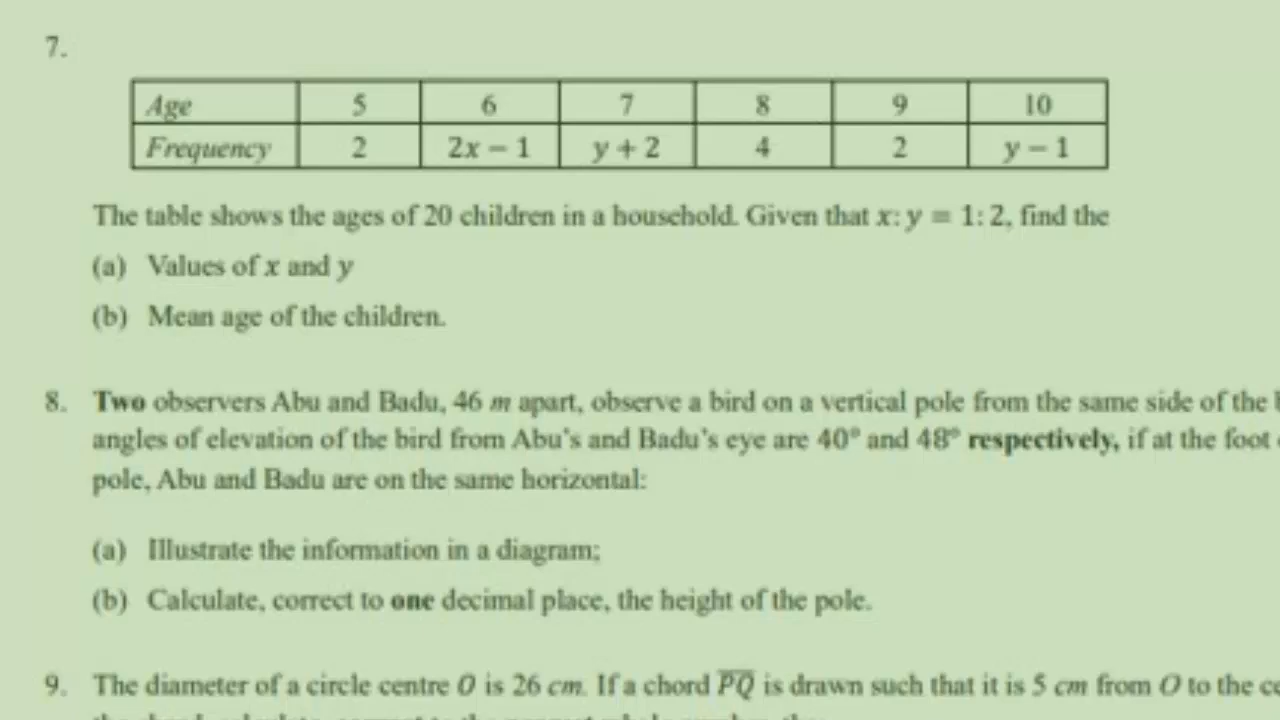 7.
Age 5 6 7 8 9 10
Frequency 2 2x − 1 y + 2 4 2 y − 1
The table shows the ages of 20 children in a household. Given that x: y = 1: 2, find the
(a) Values of x and y
(b) Mean age of the children.
8. Two observers Abu and Badu, 46 m apart, observe a bird on a vertical pole from the same side of the
angles of elevation of the bird from Abu's and Badu's eye are 40° and 48° respectively, if at the foot
pole, Abu and Badu are on the same horizontal:
(a) Illustrate the information in a diagram;
(b) Calculate, correct to one decimal place, the height of the pole.
9. The diameter of a circle centre O is 26 cm. If a chord P̅Q̅ is drawn such that it is 5 cm from O to the